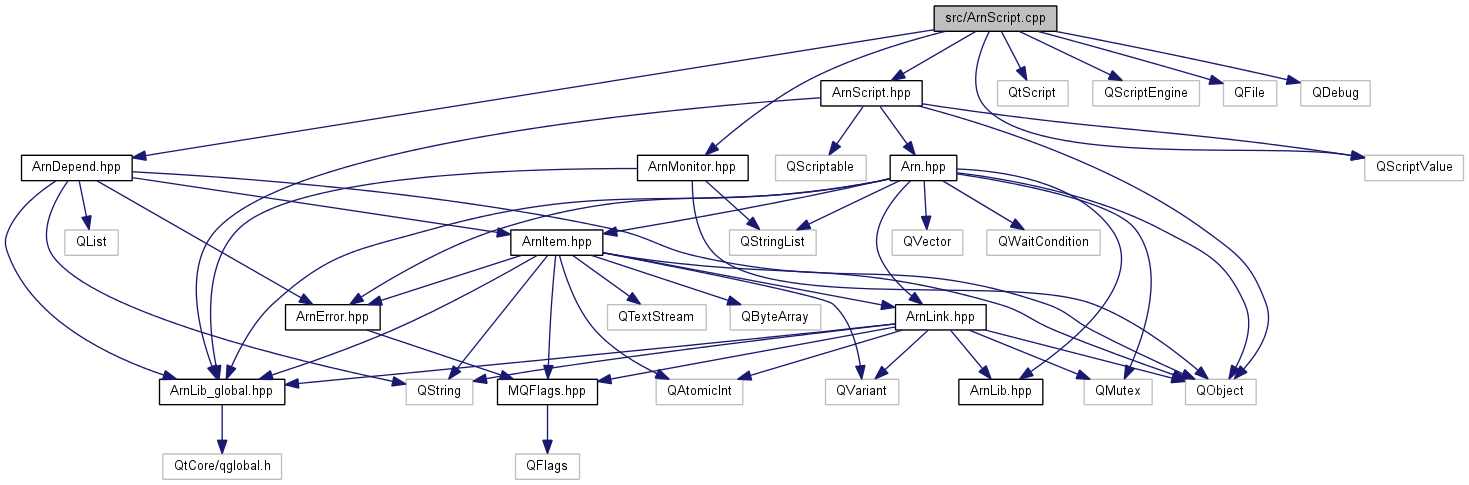 src/ArnScript.cpp
ArnScript.hpp
QtScript
QScriptEngine
QFile
QDebug
ArnDepend.hpp
ArnMonitor.hpp
QScriptable
Arn.hpp
QScriptValue
QList
ArnItem.hpp
QStringList
QVector
QWaitCondition
ArnError.hpp
QTextStream
QByteArray
ArnLink.hpp
ArnLib_global.hpp
QString
MQFlags.hpp
QAtomicInt
QVariant
ArnLib.hpp
QMutex
QObject
QtCore/qglobal.h
QFlags